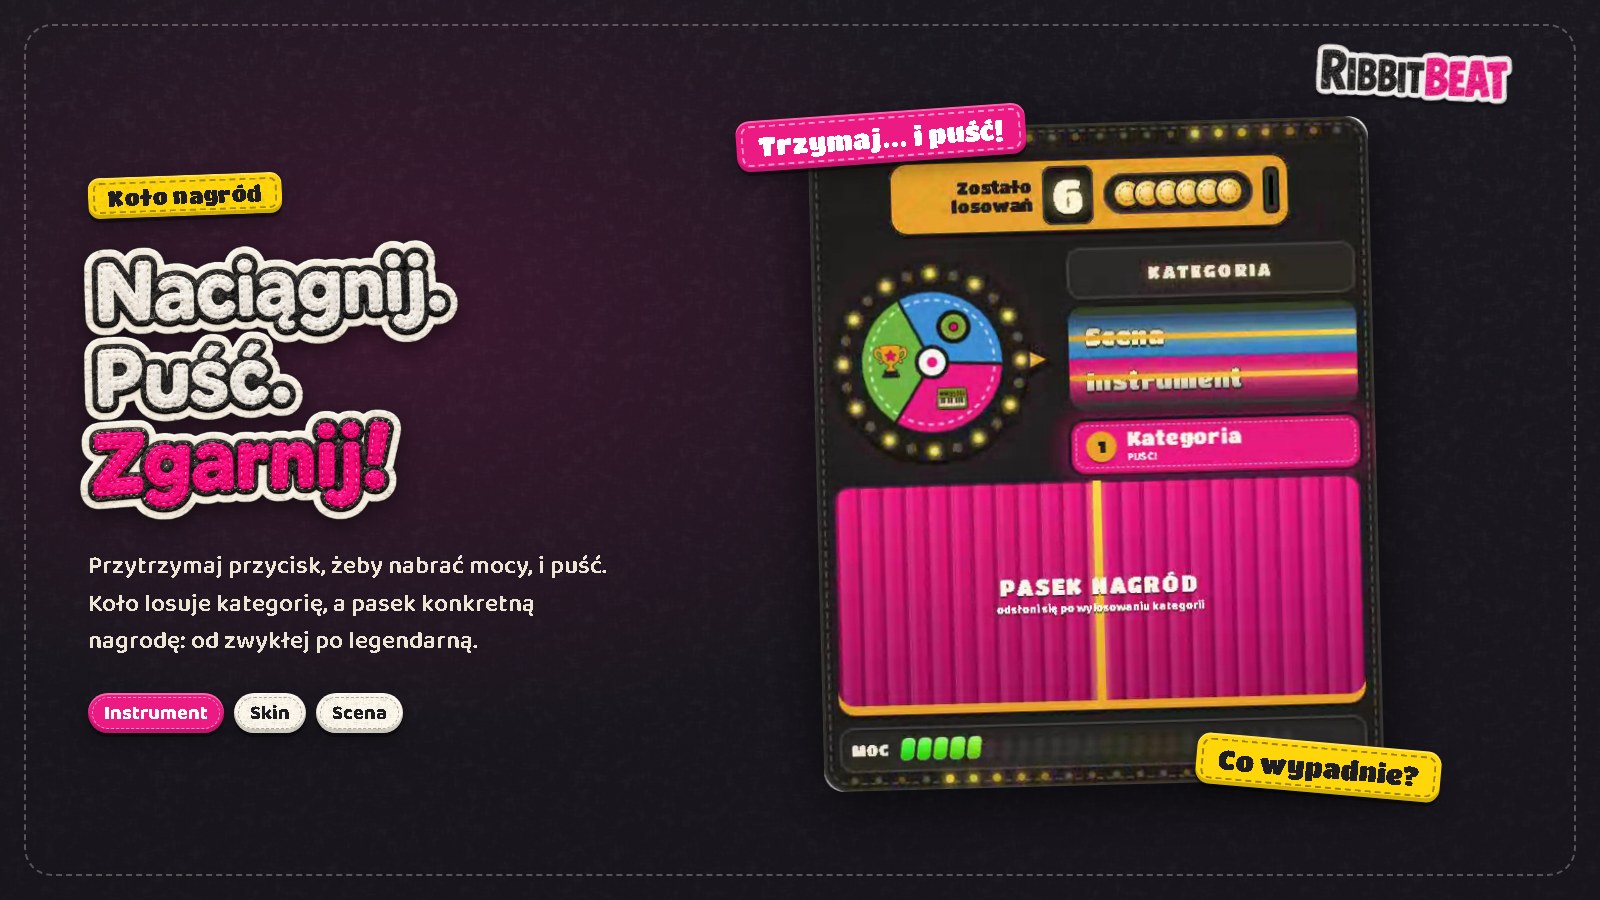 RIBBITBEAT
Koło nagród
Naciągnij.
Puść.
Zgarnij!
Przytrzymaj przycisk, żeby nabrać mocy, i puść.
Koło losuje kategorię, a pasek konkretną
nagrodę: od zwykłej po legendarną.
Instrument
Skin
Scena
Trzymaj... i puść!
Zostało
losowań
6
KATEGORIA
Scena
Instrument
1
Kategoria
PUŚĆ!
PASEK NAGRÓD
odsłoni się po wylosowaniu kategorii
MOC
Co wypadnie?